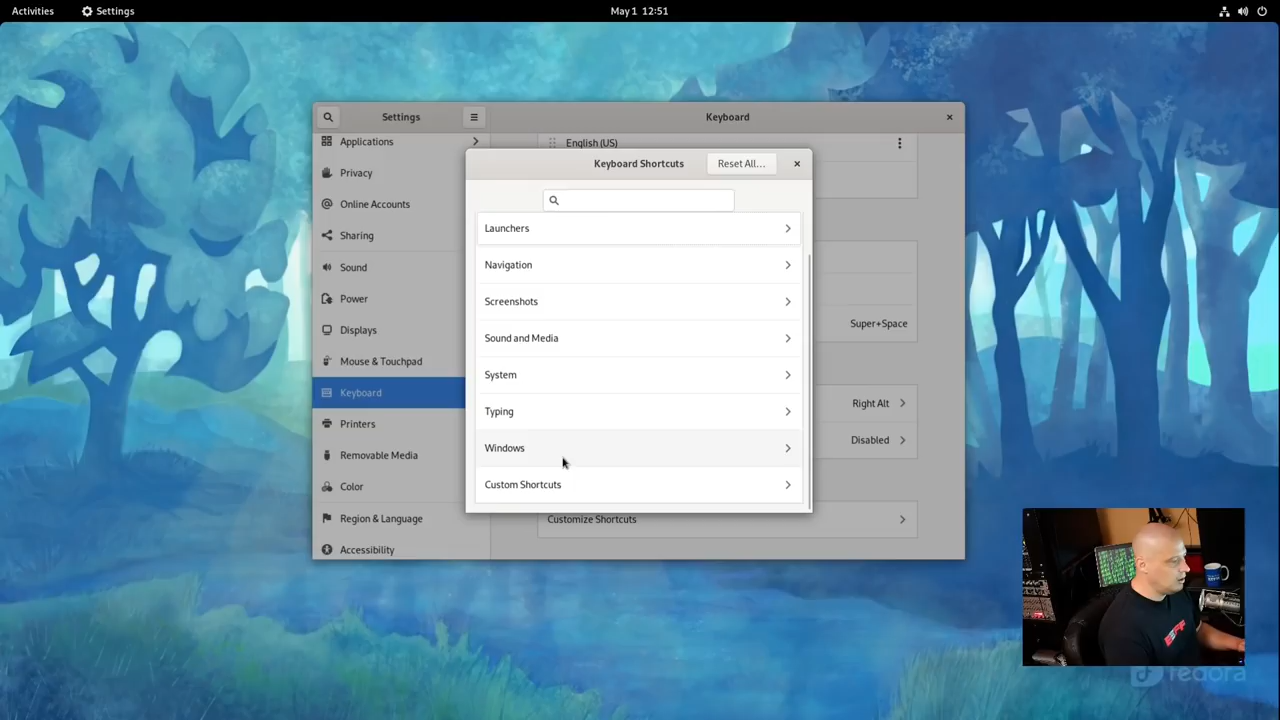 Activities
Settings
May 1 12:51
Settings
Keyboard
Applications
Privacy
Online Accounts
Sharing
Sound
Power
Displays
Mouse & Touchpad
Keyboard
Printers
Removable Media
Color
Region & Language
Accessibility
English (US)
Super+Space
Right Alt
Disabled
Customize Shortcuts
Keyboard Shortcuts
Reset All...
Launchers
Navigation
Screenshots
Sound and Media
System
Typing
Windows
Custom Shortcuts
fedora